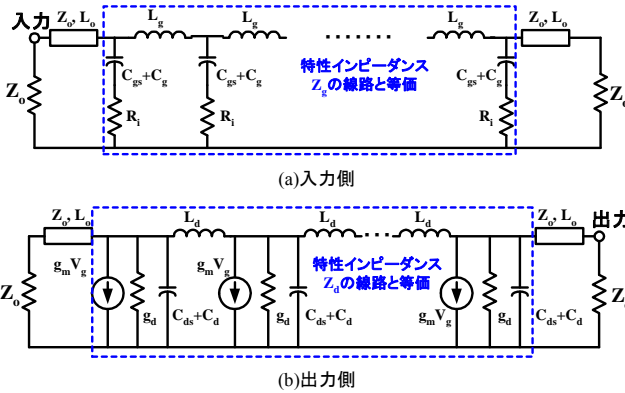 入力
Zo, Lo
Lg
Lg
Lg
Zo, Lo
Zo
Cgs+Cg
Cgs+Cg
特性インピーダンス
Zgの線路と等価
Cgs+Cg
Ri
Ri
Ri
(a)入力側
Zo, Lo
Ld
Ld
Ld
Zo, Lo
出力
gmVg
gmVg
特性インピーダンス
Zdの線路と等価
gmVg
Zo
gd
Cds+Cd
gd
Cds+Cd
gd
Cds+Cd
(b)出力側